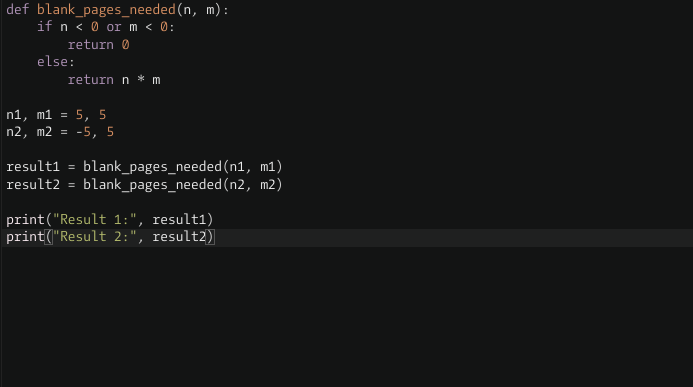 def blank_pages_needed(n, m):
    if n < 0 or m < 0:
        return 0
    else:
        return n * m

n1, m1 = 5, 5
n2, m2 = -5, 5

result1 = blank_pages_needed(n1, m1)
result2 = blank_pages_needed(n2, m2)

print("Result 1:", result1)
print("Result 2:", result2)